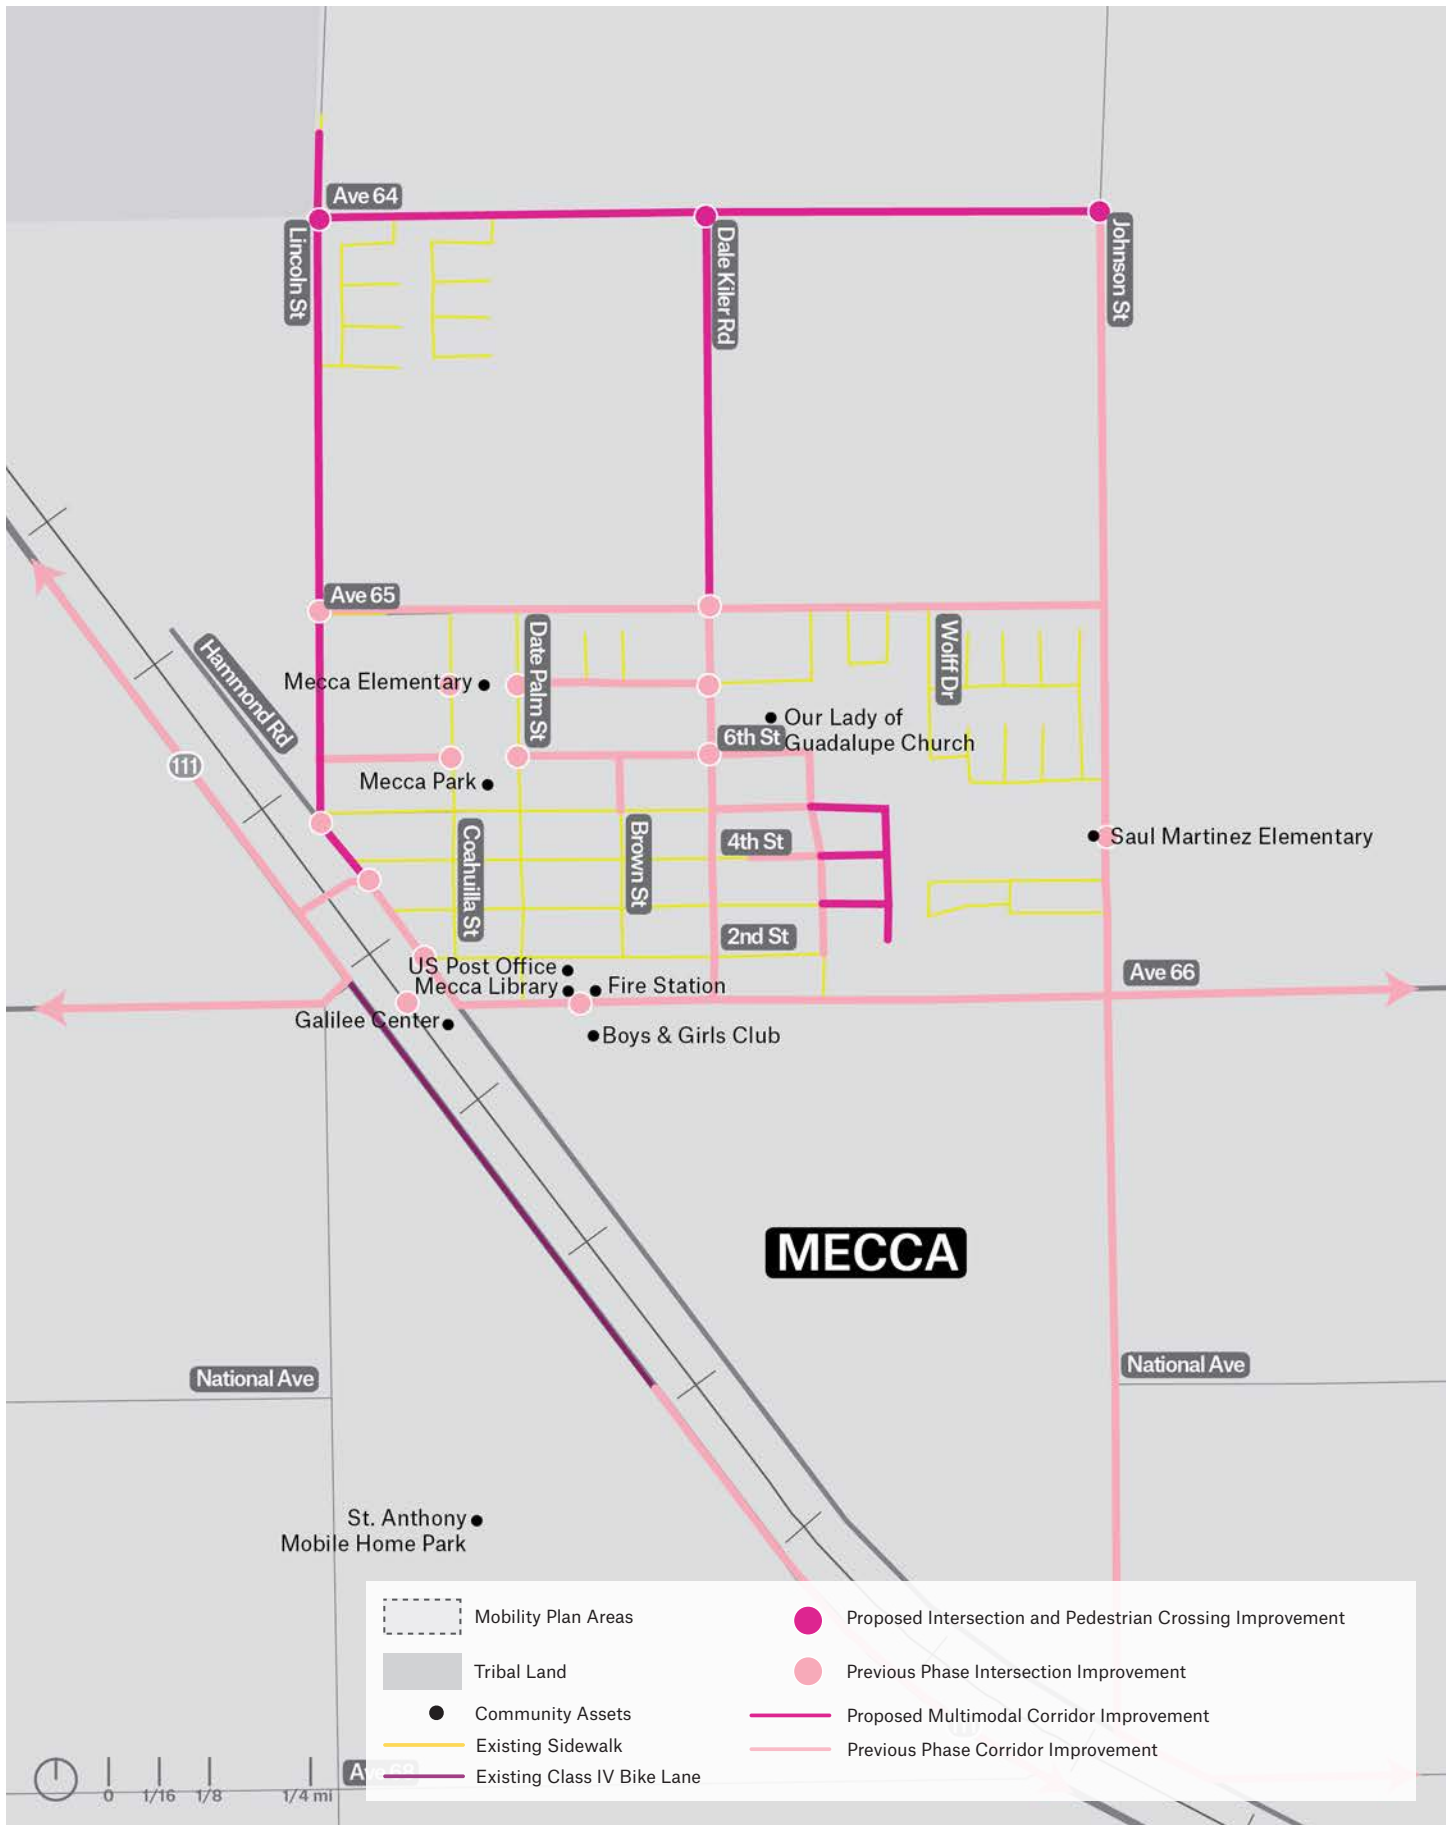 Ave 64
Lincoln St
Dale Kiler Rd
Johnson St
Ave 65
Hammond Rd
Mecca Elementary
Date Palm St
Wolff Dr
Our Lady of
Guadalupe Church
6th St
111
Mecca Park
Coahuilla St
Brown St
4th St
Saul Martinez Elementary
2nd St
US Post Office
Mecca Library
Fire Station
Ave 66
Galilee Center
Boys & Girls Club
MECCA
National Ave
National Ave
St. Anthony
Mobile Home Park
Mobility Plan Areas
Tribal Land
Community Assets
Existing Sidewalk
Existing Class IV Bike Lane
Proposed Intersection and Pedestrian Crossing Improvement
Previous Phase Intersection Improvement
Proposed Multimodal Corridor Improvement
Previous Phase Corridor Improvement
111
Ave 68
0 1/16 1/8 1/4 mi